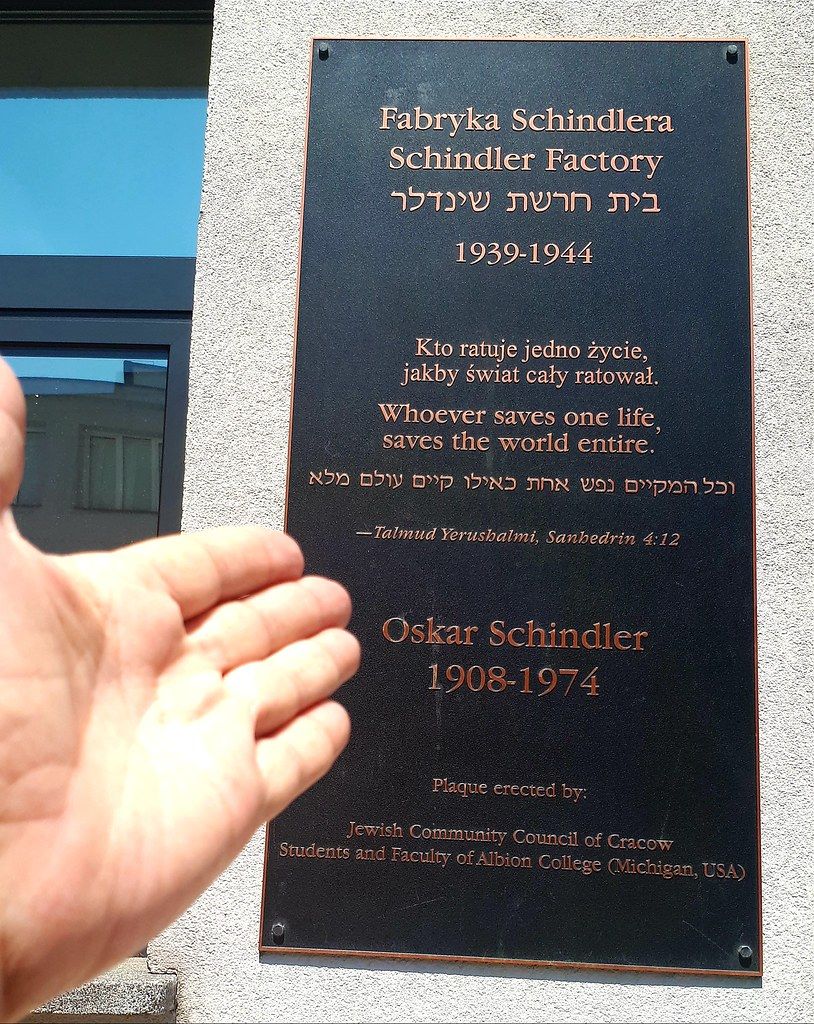 Fabryka Schindlera
Schindler Factory
בית חרשת שינדלר
1939-1944
Kto ratuje jedno życie,
jakby świat cały ratował.
Whoever saves one life,
saves the world entire.
וכל המקיים נפש אחת כאילו קיים עולם מלא
—Talmud Yerushalmi, Sanhedrin 4:12
Oskar Schindler
1908-1974
Plaque erected by:
Jewish Community Council of Cracow
Students and Faculty of Albion College (Michigan, USA)